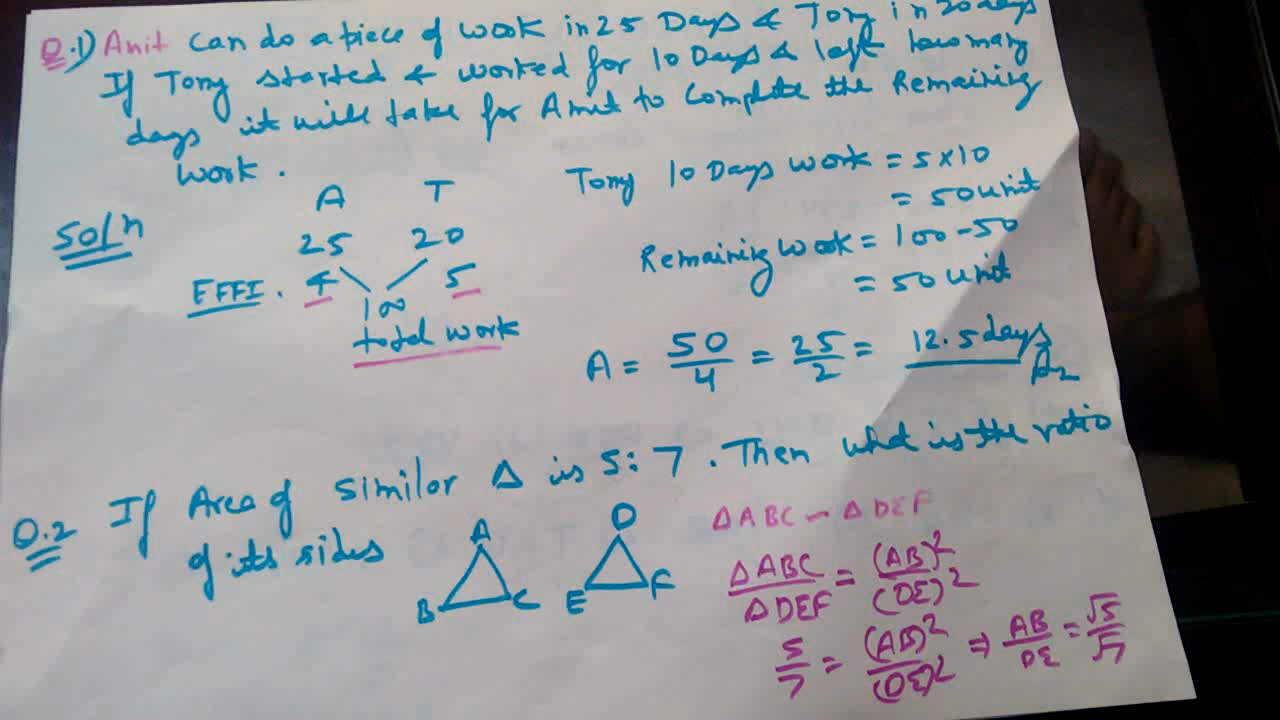 Q.1) Amit can do a piece of work in 25 Days & Tony in 20 days
If Tony started & worked for 10 Days & left how many
days it will take for Amit to complete the Remaining
work.
Soln
A T
25 20
EFFI. 4 5
100
total work
Tony 10 Days work = 5 x 10
= 50 unit
Remaining work = 100 - 50
= 50 unit
A = 50/4 = 25/2 = 12.5 days
Q.2 If Area of similar Δ is 5:7. Then what is the ratio
of its sides
A
B C
D
E F
Δ ABC ~ Δ DEF
ΔABC/ΔDEF = (AB)²/(DE)²
5/7 = (AB)²/(DE)² ⇒ AB/DE = √5/√7